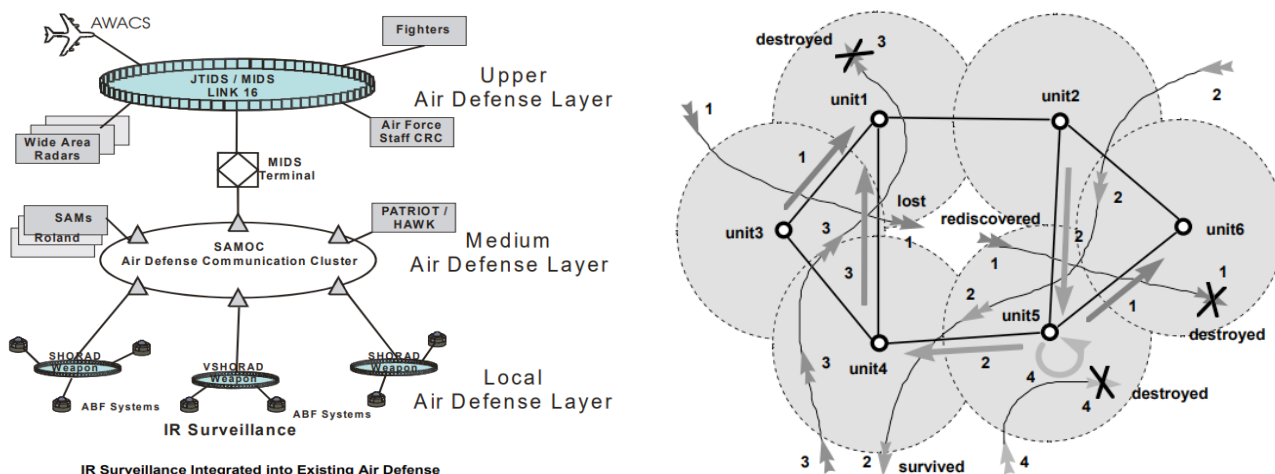 AWACS
Fighters
JTIDS / MIDS
LINK 16
Upper
Air Defense Layer
Wide Area
Radars
Air Force
Staff CRC
MIDS
Terminal
SAMs
Roland
PATRIOT /
HAWK
SAMOC
Air Defense Communication Cluster
Medium
Air Defense Layer
SHORAD
Weapon
VSHORAD
Weapon
SHORAD
Weapon
Local
Air Defense Layer
ABF Systems
ABF Systems
IR Surveillance
IR Surveillance Integrated into Existing Air Defense
destroyed
3
unit1
unit2
2
1
1
2
lost
rediscovered
unit3
3
1
2
unit6
3
1
1
2
unit5
1
destroyed
unit4
2
3
4
destroyed
4
3
2
survived
4